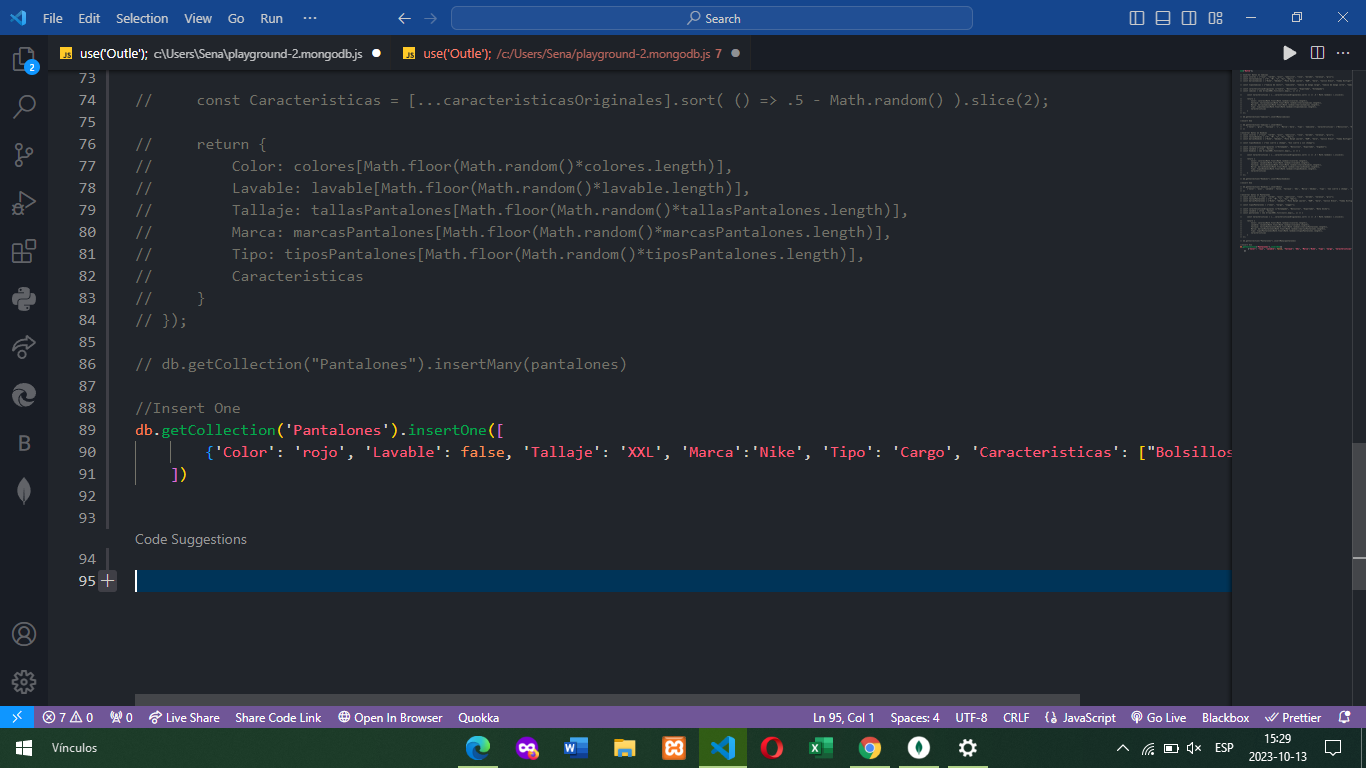 File Edit Selection View Go Run ··· Search
use('Outle'); c:\Users\Sena\playground-2.mongodb.js use('Outle'); /c:/Users/Sena/playground-2.mongodb.js 7
2
73
74 // const Caracteristicas = [...caracteristicasOriginales].sort( () => .5 - Math.random() ).slice(2);
75
76 // return {
77 // Color: colores[Math.floor(Math.random()*colores.length)],
78 // Lavable: lavable[Math.floor(Math.random()*lavable.length)],
79 // Tallaje: tallasPantalones[Math.floor(Math.random()*tallasPantalones.length)],
80 // Marca: marcasPantalones[Math.floor(Math.random()*marcasPantalones.length)],
81 // Tipo: tiposPantalones[Math.floor(Math.random()*tiposPantalones.length)],
82 // Caracteristicas
83 // }
84 // });
85
86 // db.getCollection("Pantalones").insertMany(pantalones)
87
88 //Insert One
89 db.getCollection('Pantalones').insertOne([
90 {'Color': 'rojo', 'Lavable': false, 'Tallaje': 'XXL', 'Marca':'Nike', 'Tipo': 'Cargo', 'Caracteristicas': ["Bolsillos
91 ])
92
93
Code Suggestions
94
95
7 0 0 Live Share Share Code Link Open In Browser Quokka Ln 95, Col 1 Spaces: 4 UTF-8 CRLF JavaScript Go Live Blackbox Prettier
Vínculos ESP 15:29
2023-10-13